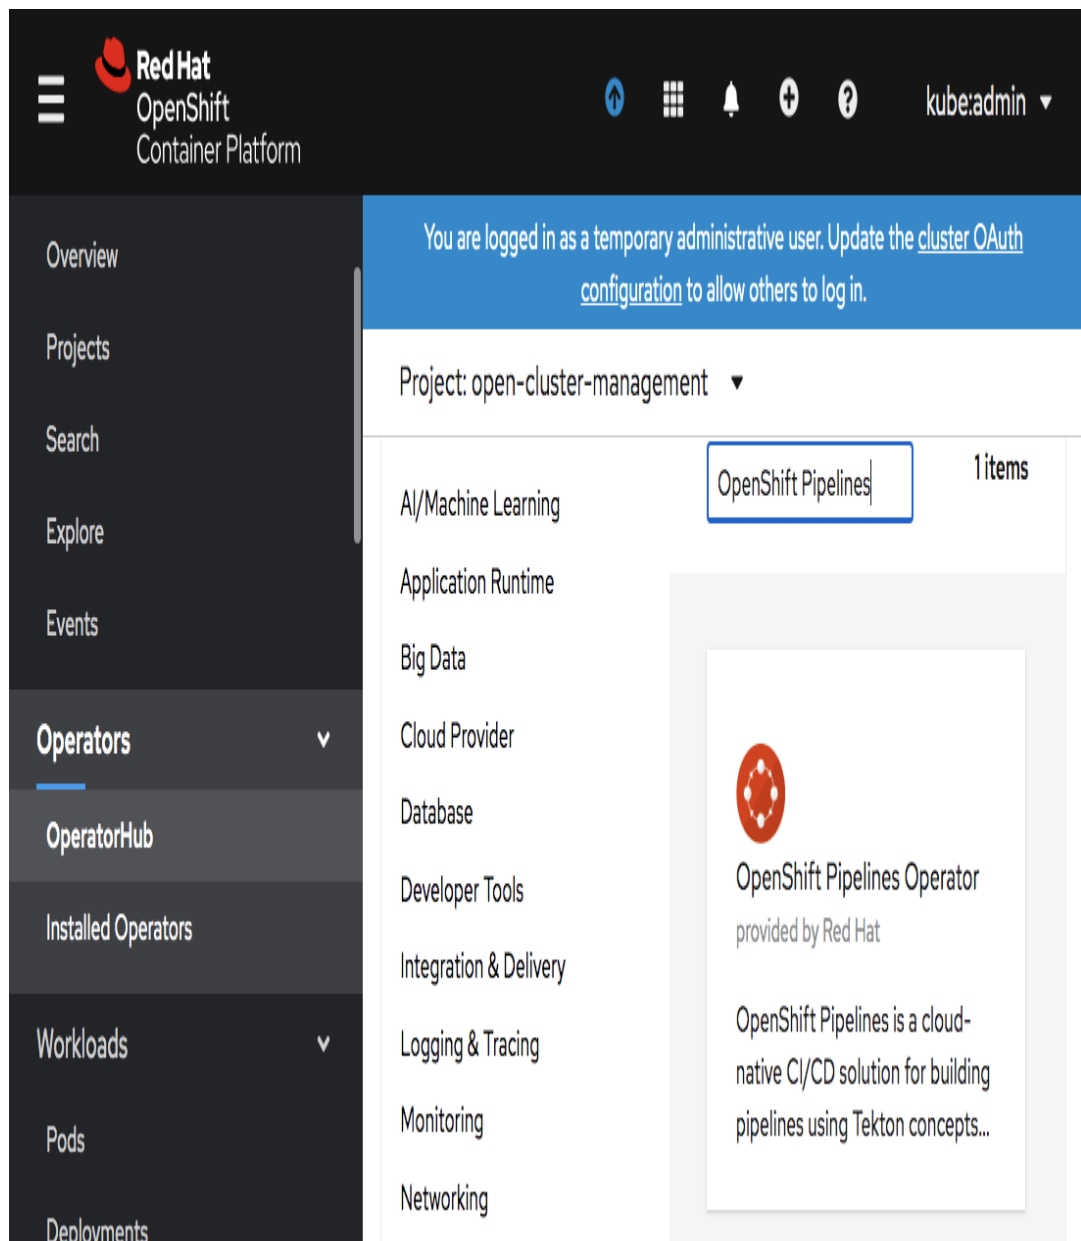 Red Hat
OpenShift
Container Platform
kube:admin
Overview
Projects
Search
Explore
Events
Operators
OperatorHub
Installed Operators
Workloads
Pods
Deployments
You are logged in as a temporary administrative user. Update the cluster OAuth
configuration to allow others to log in.
Project: open-cluster-management
AI/Machine Learning
Application Runtime
Big Data
Cloud Provider
Database
Developer Tools
Integration & Delivery
Logging & Tracing
Monitoring
Networking
OpenShift Pipelines
1 items
OpenShift Pipelines Operator
provided by Red Hat
OpenShift Pipelines is a cloud-
native CI/CD solution for building
pipelines using Tekton concepts...